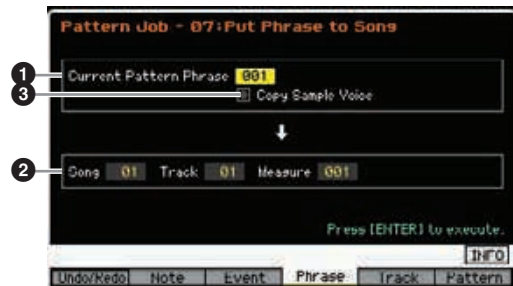 Pattern Job - 07:Put Phrase to Song
1
Current Pattern Phrase 001
3
Copy Sample Voice
2
Song 01 Track 01 Measure 001
Press [ENTER] to execute.
INFO
Undo/Redo Note Event Phrase Track Pattern